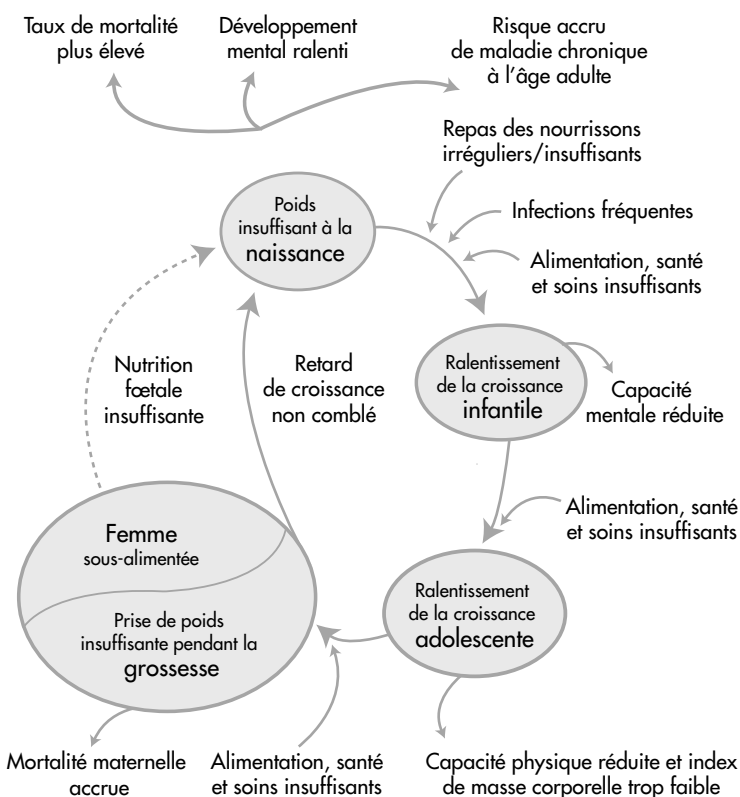 Taux de mortalité
plus élevé
Développement
mental ralenti
Risque accru
de maladie chronique
à l'âge adulte
Repas des nourrissons
irréguliers/insuffisants
Poids
insuffisant à la
naissance
Infections fréquentes
Alimentation, santé
et soins insuffisants
Nutrition
fœtale
insuffisante
Retard
de croissance
non comblé
Ralentissement
de la croissance
infantile
Capacité
mentale réduite
Alimentation, santé
et soins insuffisants
Femme
sous-alimentée
Prise de poids
insuffisante pendant la
grossesse
Ralentissement
de la croissance
adolescente
Mortalité maternelle
accrue
Alimentation, santé
et soins insuffisants
Capacité physique réduite et index
de masse corporelle trop faible